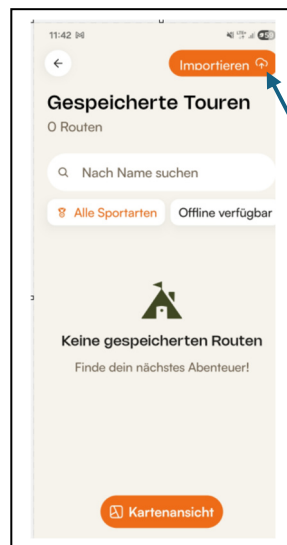 11:42
Importieren
Gespeicherte Touren
0 Routen
Nach Name suchen
Alle Sportarten
Offline verfügbar
Keine gespeicherten Routen
Finde dein nächstes Abenteuer!
Kartenansicht